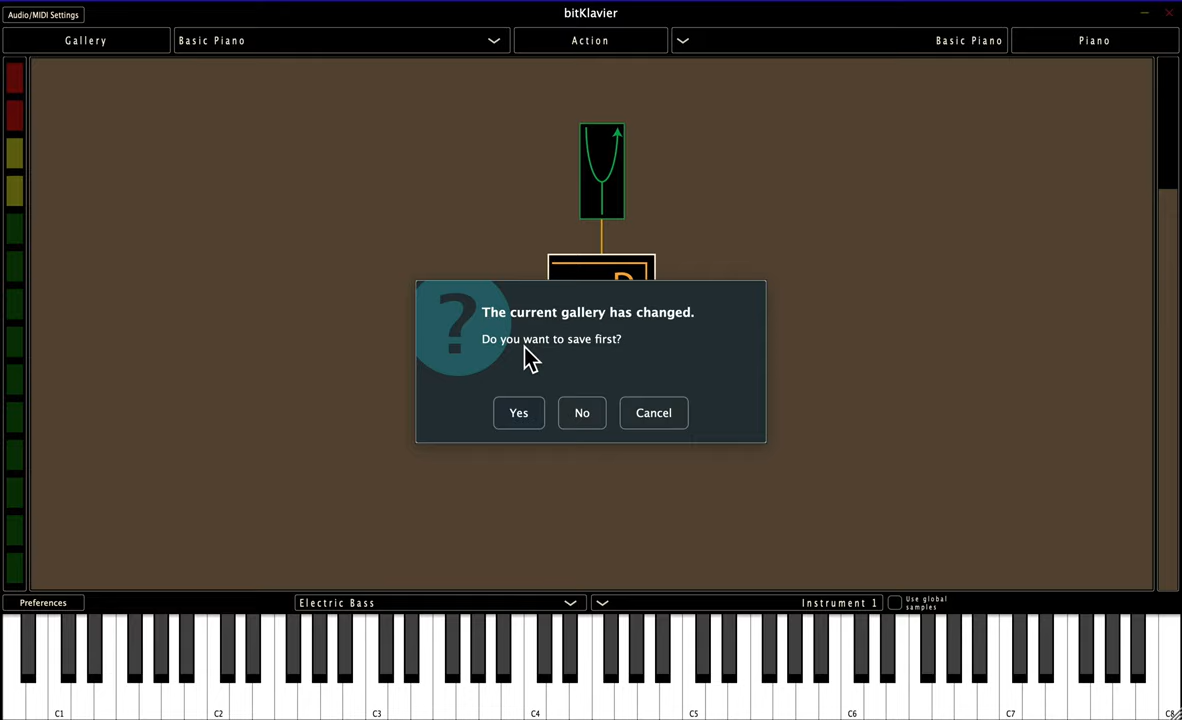 Audio/MIDI Settings
bitKlavier
Gallery
Basic Piano
Action
Basic Piano
Piano
D
?
The current gallery has changed.
Do you want to save first?
Yes
No
Cancel
Preferences
Electric Bass
Instrument 1
Use global
samples
C1
C2
C3
C4
C5
C6
C7
C8